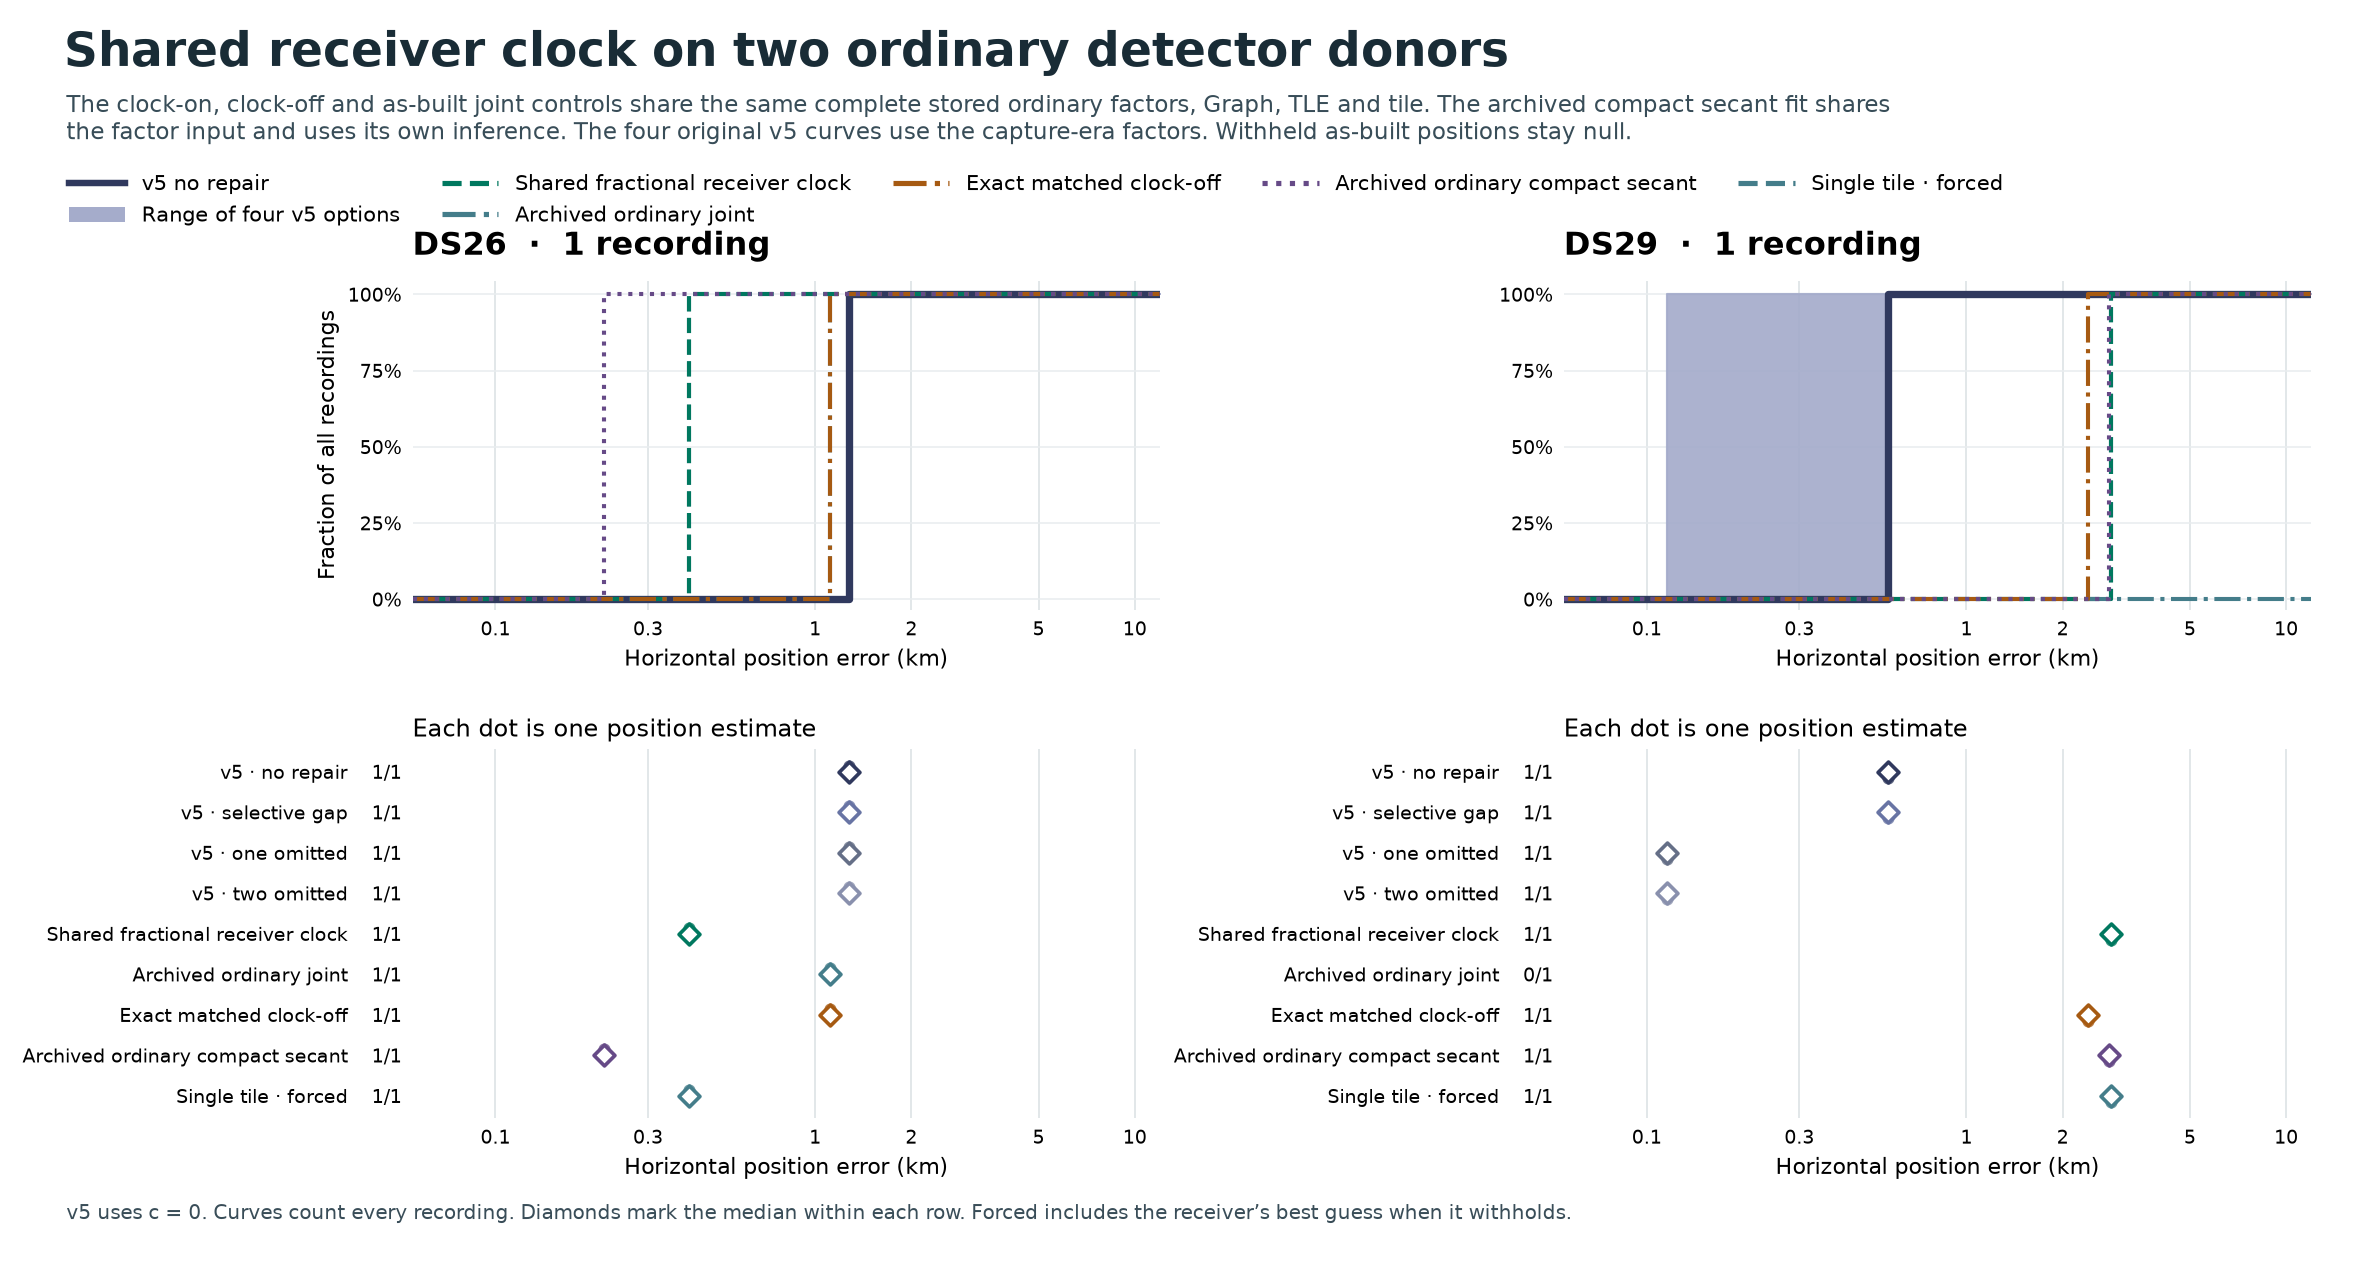 Shared receiver clock on two ordinary detector donors
The clock-on, clock-off and as-built joint controls share the same complete stored ordinary factors, Graph, TLE and tile. The archived compact secant fit shares
the factor input and uses its own inference. The four original v5 curves use the capture-era factors. Withheld as-built positions stay null.
v5 no repair
Shared fractional receiver clock
Exact matched clock-off
Archived ordinary compact secant
Single tile · forced
Range of four v5 options
Archived ordinary joint
DS26 · 1 recording
100%
75%
50%
25%
0%
Fraction of all recordings
0.1 0.3 1 2 5 10
Horizontal position error (km)
DS29 · 1 recording
100%
75%
50%
25%
0%
0.1 0.3 1 2 5 10
Horizontal position error (km)
Each dot is one position estimate
v5 · no repair 1/1
v5 · selective gap 1/1
v5 · one omitted 1/1
v5 · two omitted 1/1
Shared fractional receiver clock 1/1
Archived ordinary joint 1/1
Exact matched clock-off 1/1
Archived ordinary compact secant 1/1
Single tile · forced 1/1
0.1 0.3 1 2 5 10
Horizontal position error (km)
Each dot is one position estimate
v5 · no repair 1/1
v5 · selective gap 1/1
v5 · one omitted 1/1
v5 · two omitted 1/1
Shared fractional receiver clock 1/1
Archived ordinary joint 0/1
Exact matched clock-off 1/1
Archived ordinary compact secant 1/1
Single tile · forced 1/1
0.1 0.3 1 2 5 10
Horizontal position error (km)
v5 uses c = 0. Curves count every recording. Diamonds mark the median within each row. Forced includes the receiver’s best guess when it withholds.